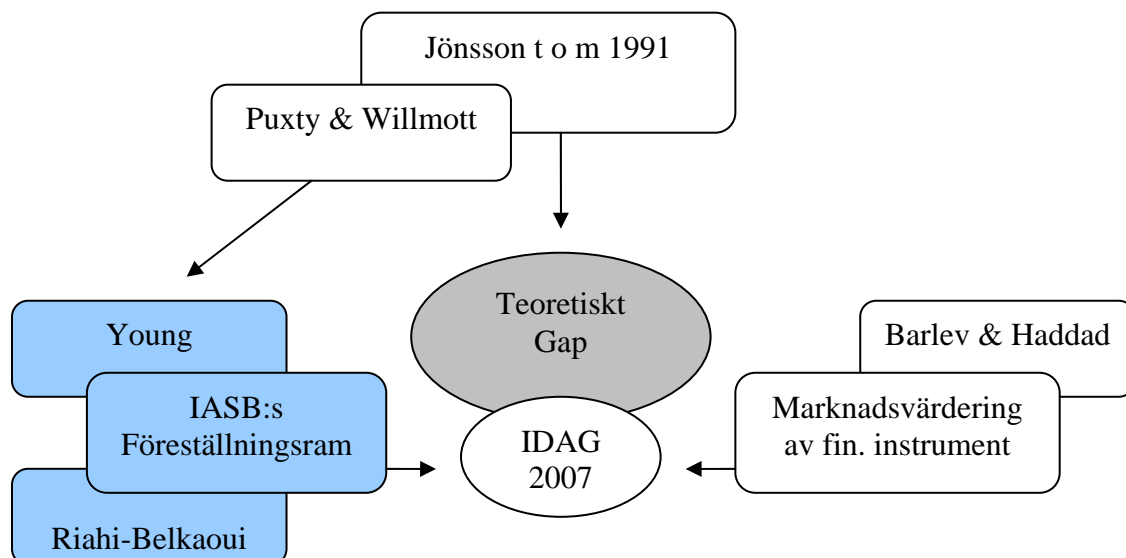 Jönsson t o m 1991
Puxty & Willmott
Young
IASB:s
Föreställningsram
Riahi-Belkaoui
Teoretiskt
Gap
IDAG
2007
Barlev & Haddad
Marknadsvärdering
av fin. instrument